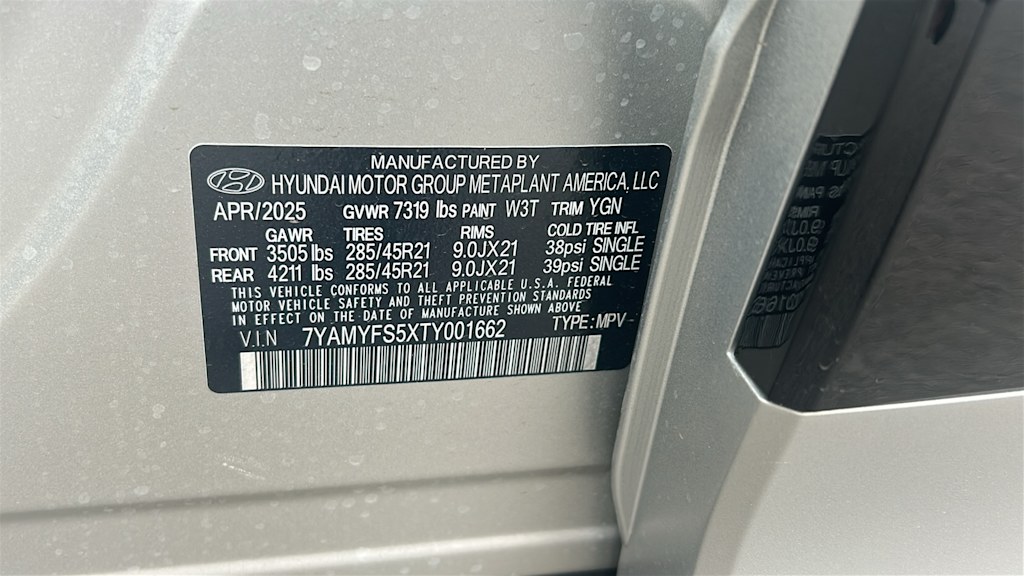 MANUFACTURED BY
HYUNDAI MOTOR GROUP METAPLANT AMERICA, LLC
APR/2025 GVWR 7319 lbs PAINT W3T TRIM YGN
GAWR TIRES RIMS COLD TIRE INFL
FRONT 3505 lbs 285/45R21 9.0JX21 38psi SINGLE
REAR 4211 lbs 285/45R21 9.0JX21 39psi SINGLE
THIS VEHICLE CONFORMS TO ALL APPLICABLE U.S.A. FEDERAL
MOTOR VEHICLE SAFETY AND THEFT PREVENTION STANDARDS
IN EFFECT ON THE DATE OF MANUFACTURE SHOWN ABOVE
V.I.N 7YAMYFS5XTY001662 TYPE:MPV-